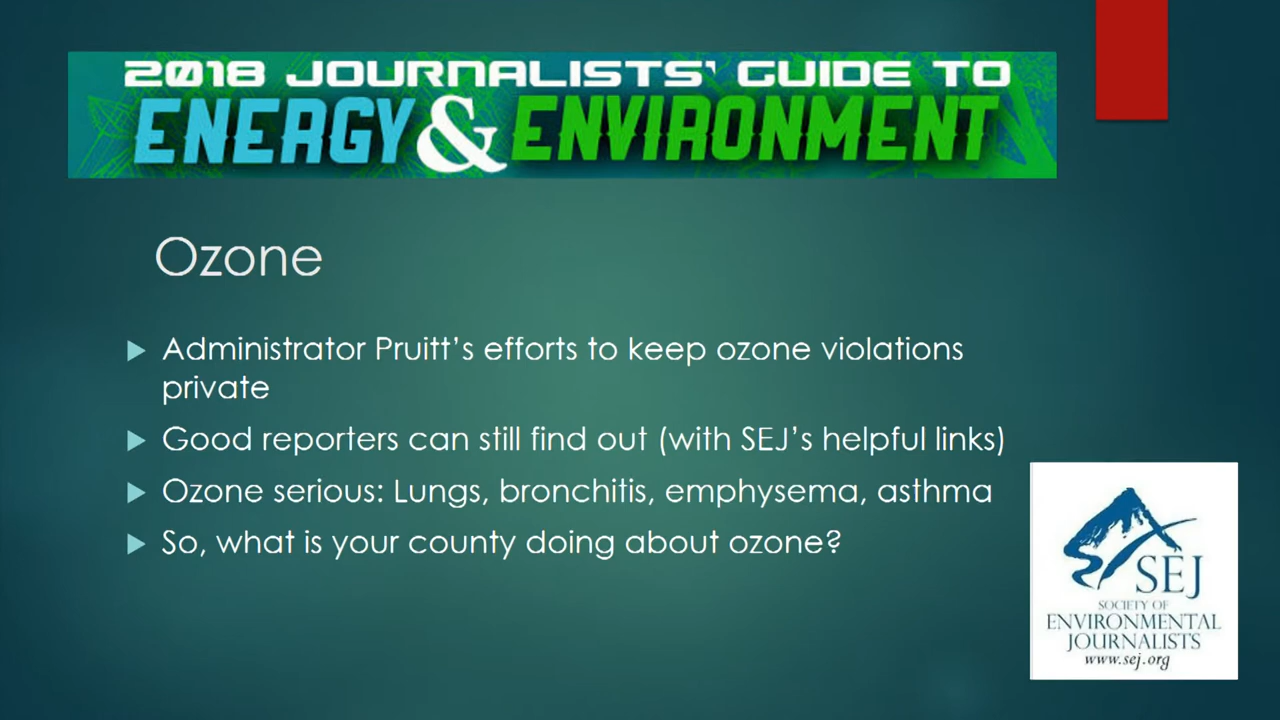 2018 JOURNALISTS' GUIDE TO
ENERGY & ENVIRONMENT
Ozone
Administrator Pruitt's efforts to keep ozone violations
private
Good reporters can still find out (with SEJ's helpful links)
Ozone serious: Lungs, bronchitis, emphysema, asthma
So, what is your county doing about ozone?
SEJ
SOCIETY OF
ENVIRONMENTAL
JOURNALISTS
www.sej.org